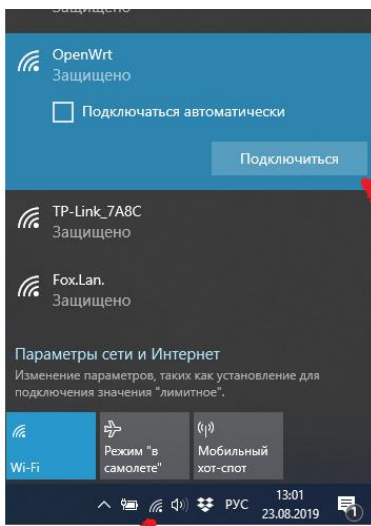 OpenWrt
Защищено
Подключаться автоматически
Подключиться
TP-Link_7A8C
Защищено
Fox.Lan.
Защищено
Параметры сети и Интернет
Изменение параметров, таких как установление для
подключения значения "лимитное".
Wi-Fi
Режим "в
самолете"
Мобильный
хот-спот
РУС
13:01
23.08.2019
1